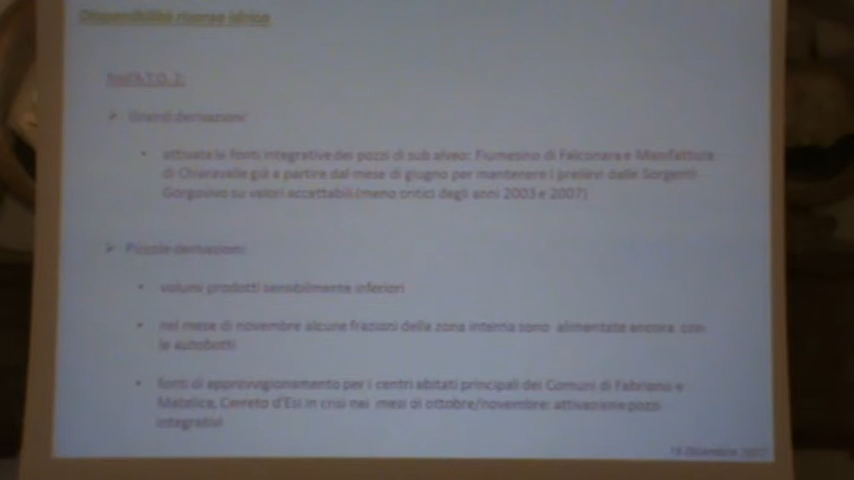 Disponibilità risorsa idrica
Nell'A.T.O. 2:
Grandi derivazioni:
attivate le fonti integrative dei pozzi di sub alveo: Fiumesino di Falconara e Manifattura
di Chiaravalle già a partire dal mese di giugno per mantenere i prelievi dalle Sorgenti
Gorgovivo su valori accettabili (meno critici degli anni 2003 e 2007)
Piccole derivazioni:
volumi prodotti sensibilmente inferiori
nel mese di novembre alcune frazioni della zona interna sono alimentate ancora con
le autobotti
fonti di approvvigionamento per i centri abitati principali dei Comuni di Fabriano e
Matelica, Cerreto d'Esi in crisi nei mesi di ottobre/novembre: attivazione pozzi
integrativi
Dicembre